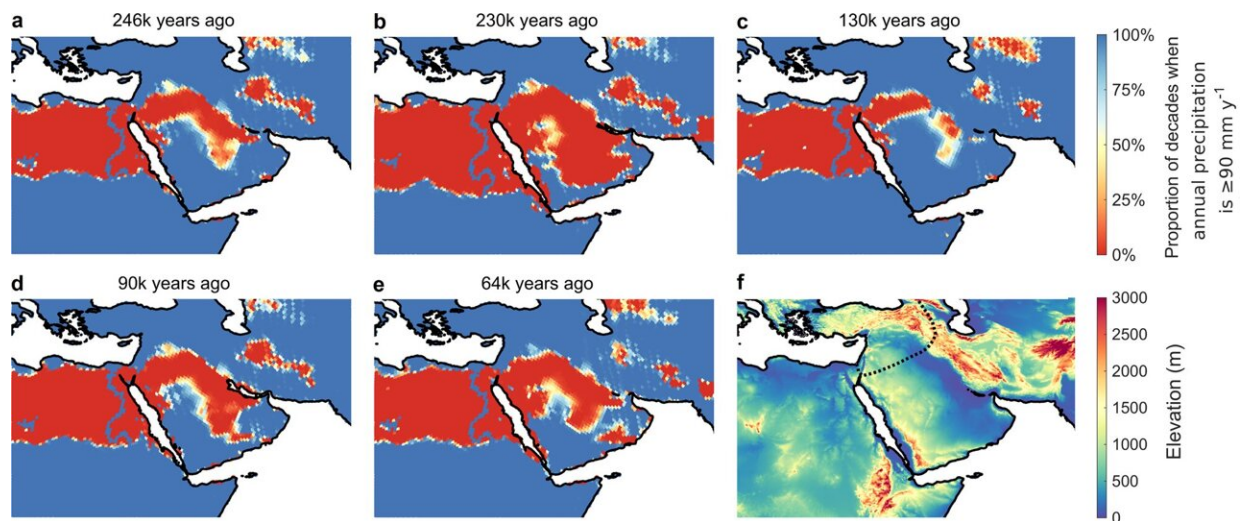 a 246k years ago
b 230k years ago
c 130k years ago
100%
75%
50%
25%
0%
Proportion of decades when
annual precipitation
is ≥90 mm y⁻¹
d 90k years ago
e 64k years ago
f
3000
2500
2000
1500
1000
500
0
Elevation (m)